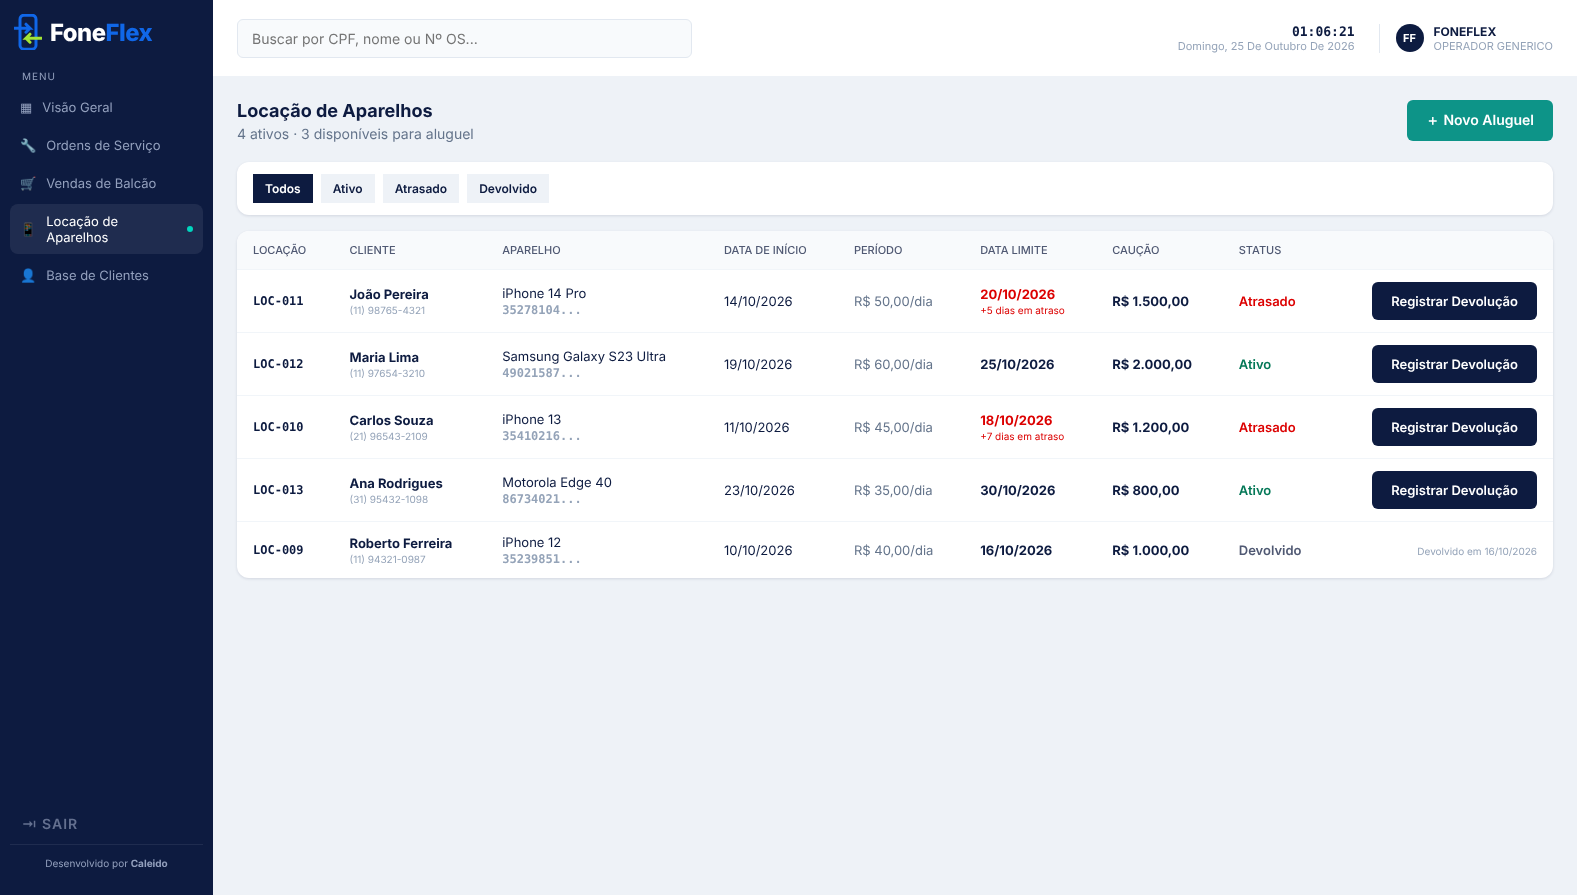 FoneFlex
MENU
Visão Geral
Ordens de Serviço
Vendas de Balcão
Locação de
Aparelhos
Base de Clientes
SAIR
Desenvolvido por Caleido
Buscar por CPF, nome ou Nº OS...
01:06:21
Domingo, 25 De Outubro De 2026
FF
FONEFLEX
OPERADOR GENERICO
Locação de Aparelhos
4 ativos · 3 disponíveis para aluguel
+ Novo Aluguel
Todos Ativo Atrasado Devolvido
LOCAÇÃO CLIENTE APARELHO DATA DE INÍCIO PERÍODO DATA LIMITE CAUÇÃO STATUS
LOC-011 João Pereira iPhone 14 Pro 14/10/2026 R$ 50,00/dia 20/10/2026 R$ 1.500,00 Atrasado Registrar Devolução
(11) 98765-4321 35278104... +5 dias em atraso
LOC-012 Maria Lima Samsung Galaxy S23 Ultra 19/10/2026 R$ 60,00/dia 25/10/2026 R$ 2.000,00 Ativo Registrar Devolução
(11) 97654-3210 49021587...
LOC-010 Carlos Souza iPhone 13 11/10/2026 R$ 45,00/dia 18/10/2026 R$ 1.200,00 Atrasado Registrar Devolução
(21) 96543-2109 35410216... +7 dias em atraso
LOC-013 Ana Rodrigues Motorola Edge 40 23/10/2026 R$ 35,00/dia 30/10/2026 R$ 800,00 Ativo Registrar Devolução
(31) 95432-1098 86734021...
LOC-009 Roberto Ferreira iPhone 12 10/10/2026 R$ 40,00/dia 16/10/2026 R$ 1.000,00 Devolvido Devolvido em 16/10/2026
(11) 94321-0987 35239851...